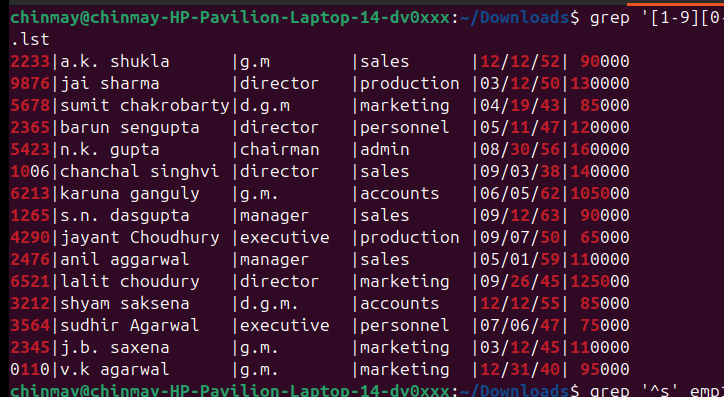 chinmay@chinmay-HP-Pavilion-Laptop-14-dv0xxx:~/Downloads$ grep '[1-9][0-
.lst
2233|a.k. shukla     |g.m       |sales     |12/12/52| 90000
9876|jai sharma      |director  |production |03/12/50|130000
5678|sumit chakrobarty|d.g.m     |marketing |04/19/43| 85000
2365|barun sengupta  |director  |personnel |05/11/47|120000
5423|n.k. gupta      |chairman  |admin     |08/30/56|160000
1006|chanchal singhvi |director  |sales     |09/03/38|140000
6213|karuna ganguly  |g.m.      |accounts  |06/05/62|105000
1265|s.n. dasgupta   |manager   |sales     |09/12/63| 90000
4290|jayant Choudhury |executive |production |09/07/50| 65000
2476|anil aggarwal   |manager   |sales     |05/01/59|110000
6521|lalit choudury  |director  |marketing |09/26/45|125000
3212|shyam saksena   |d.g.m.    |accounts  |12/12/55| 85000
3564|sudhir Agarwal  |executive |personnel |07/06/47| 75000
2345|j.b. saxena     |g.m.      |marketing |03/12/45|110000
0110|v.k agarwal     |g.m.      |marketing |12/31/40| 95000
chinmay@chinmay-HP-Pavilion-Laptop-14-dv0xxx:~/Downloads$ grep '^s' emp